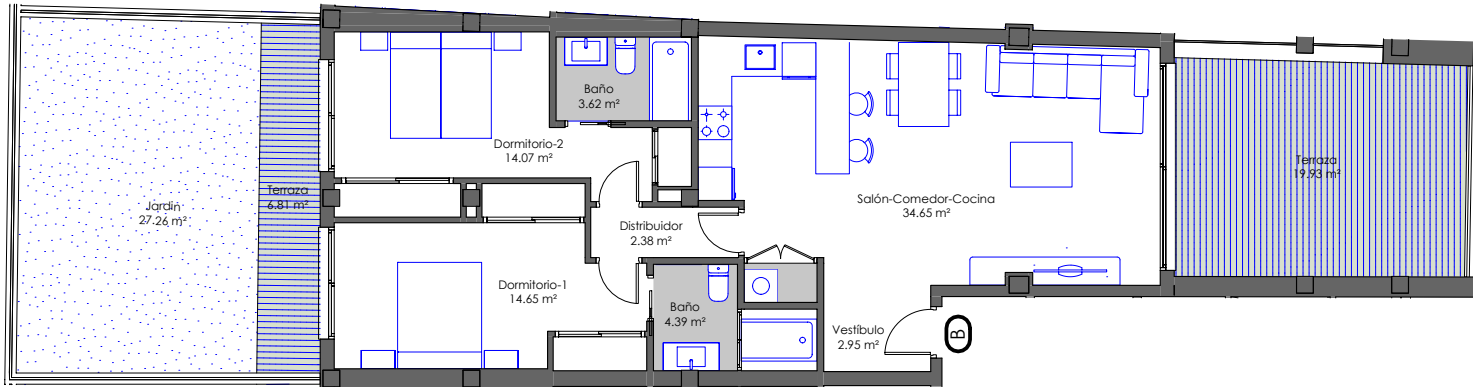 Jardín
27.26 m²
Terraza
6.81 m²
Dormitorio-2
14.07 m²
Baño
3.62 m²
Distribuidor
2.38 m²
Dormitorio-1
14.65 m²
Baño
4.39 m²
Salón-Comedor-Cocina
34.65 m²
Vestíbulo
2.95 m²
B
Terraza
19.93 m²